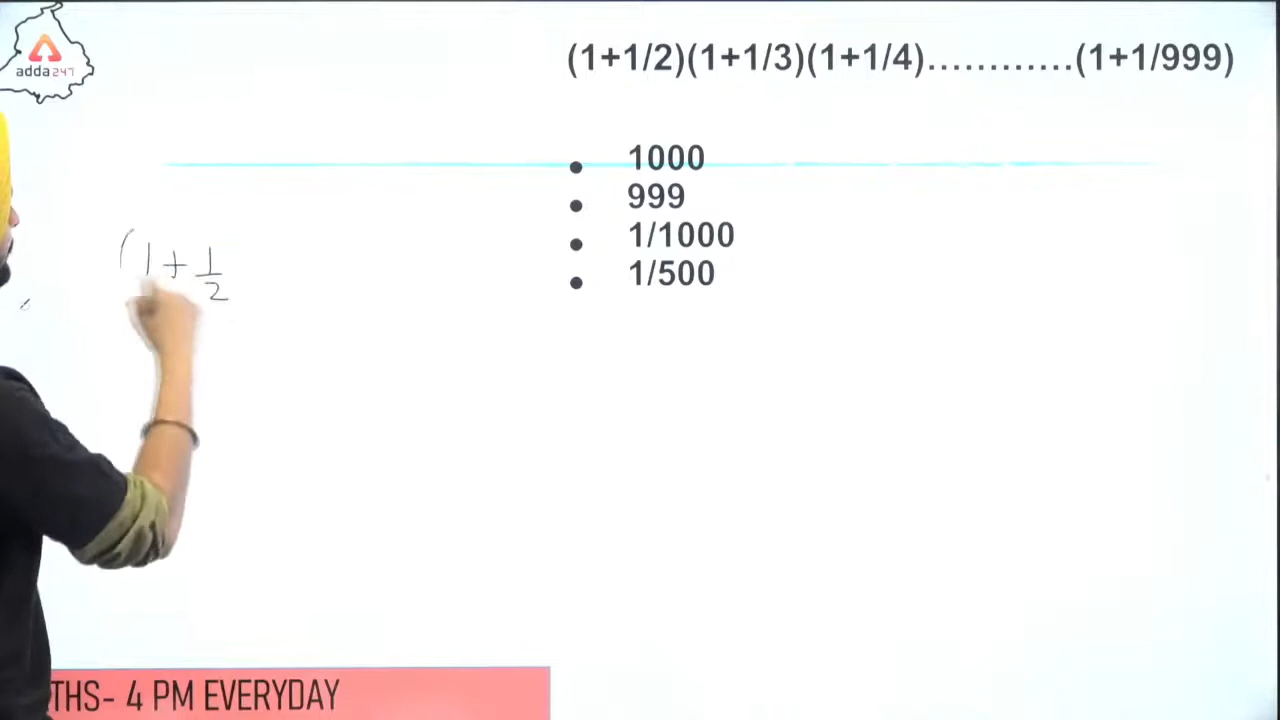 adda247
(1+1/2)(1+1/3)(1+1/4)............(1+1/999)
• 1000
• 999
• 1/1000
• 1/500
(1 + 1/2
THS- 4 PM EVERYDAY